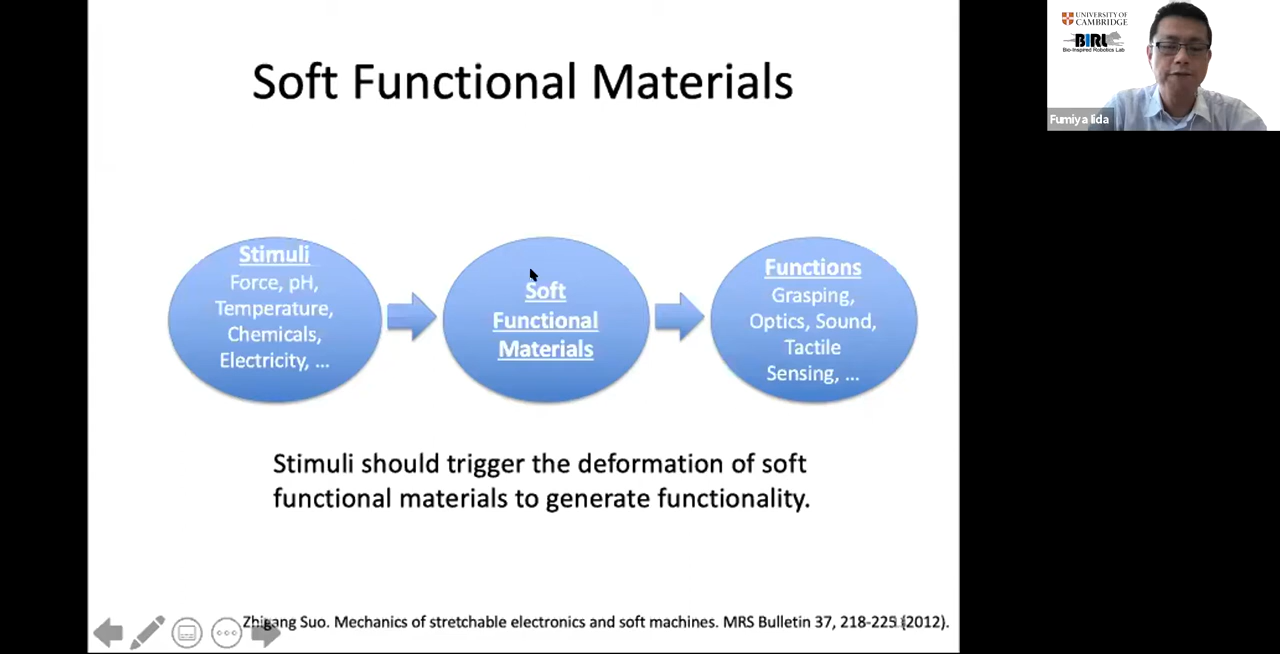 Soft Functional Materials
Stimuli
Force, pH,
Temperature,
Chemicals,
Electricity, ...
Soft
Functional
Materials
Functions
Grasping,
Optics, Sound,
Tactile
Sensing, ...
Stimuli should trigger the deformation of soft
functional materials to generate functionality.
Zhigang Suo. Mechanics of stretchable electronics and soft machines. MRS Bulletin 37, 218-225 (2012).
UNIVERSITY OF
CAMBRIDGE
BIRL
Bio-Inspired Robotics Lab
Fumiya Iida